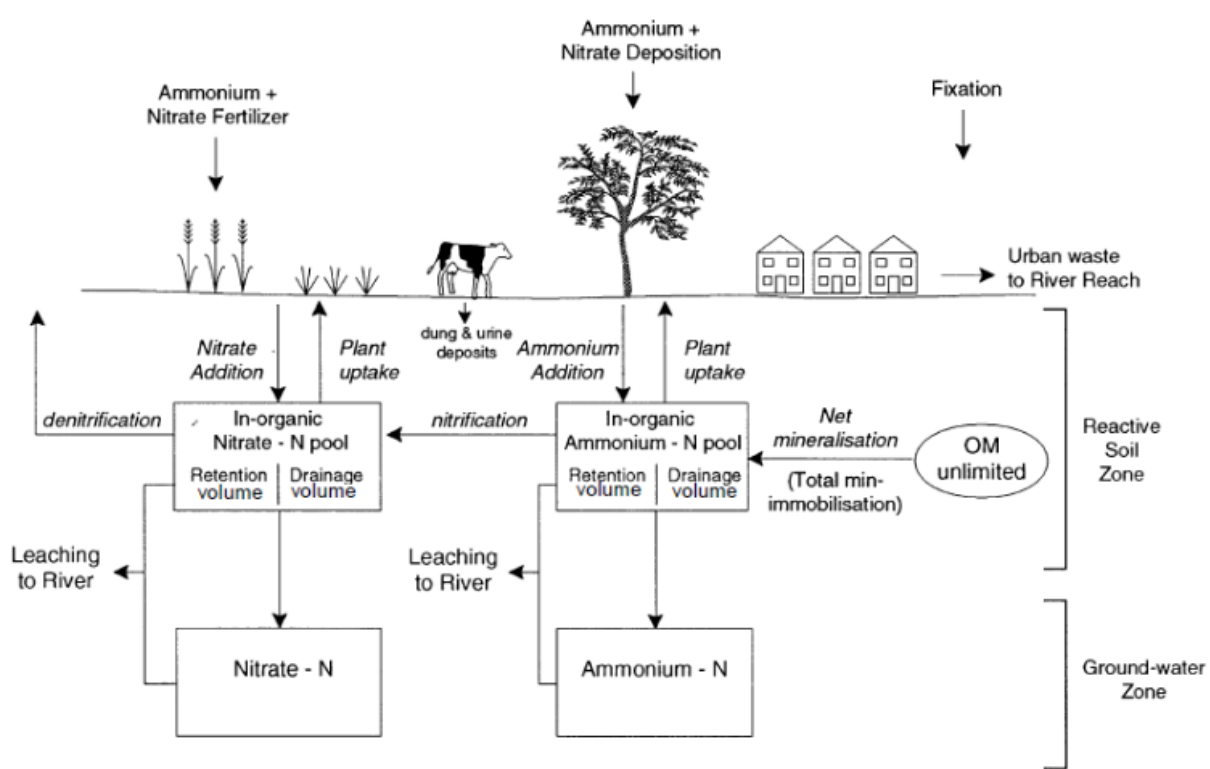 Ammonium +
Nitrate Deposition
Ammonium +
Nitrate Fertilizer
Fixation
Urban waste
to River Reach
dung & urine
deposits
Nitrate
Addition
Plant
uptake
Ammonium
Addition
Plant
uptake
denitrification
In-organic
Nitrate - N pool
Retention
volume
Drainage
volume
nitrification
In-organic
Ammonium - N pool
Retention
volume
Drainage
volume
Net
mineralisation
(Total min-
immobilisation)
OM
unlimited
Reactive
Soil
Zone
Leaching
to River
Leaching
to River
Nitrate - N
Ammonium - N
Ground-water
Zone